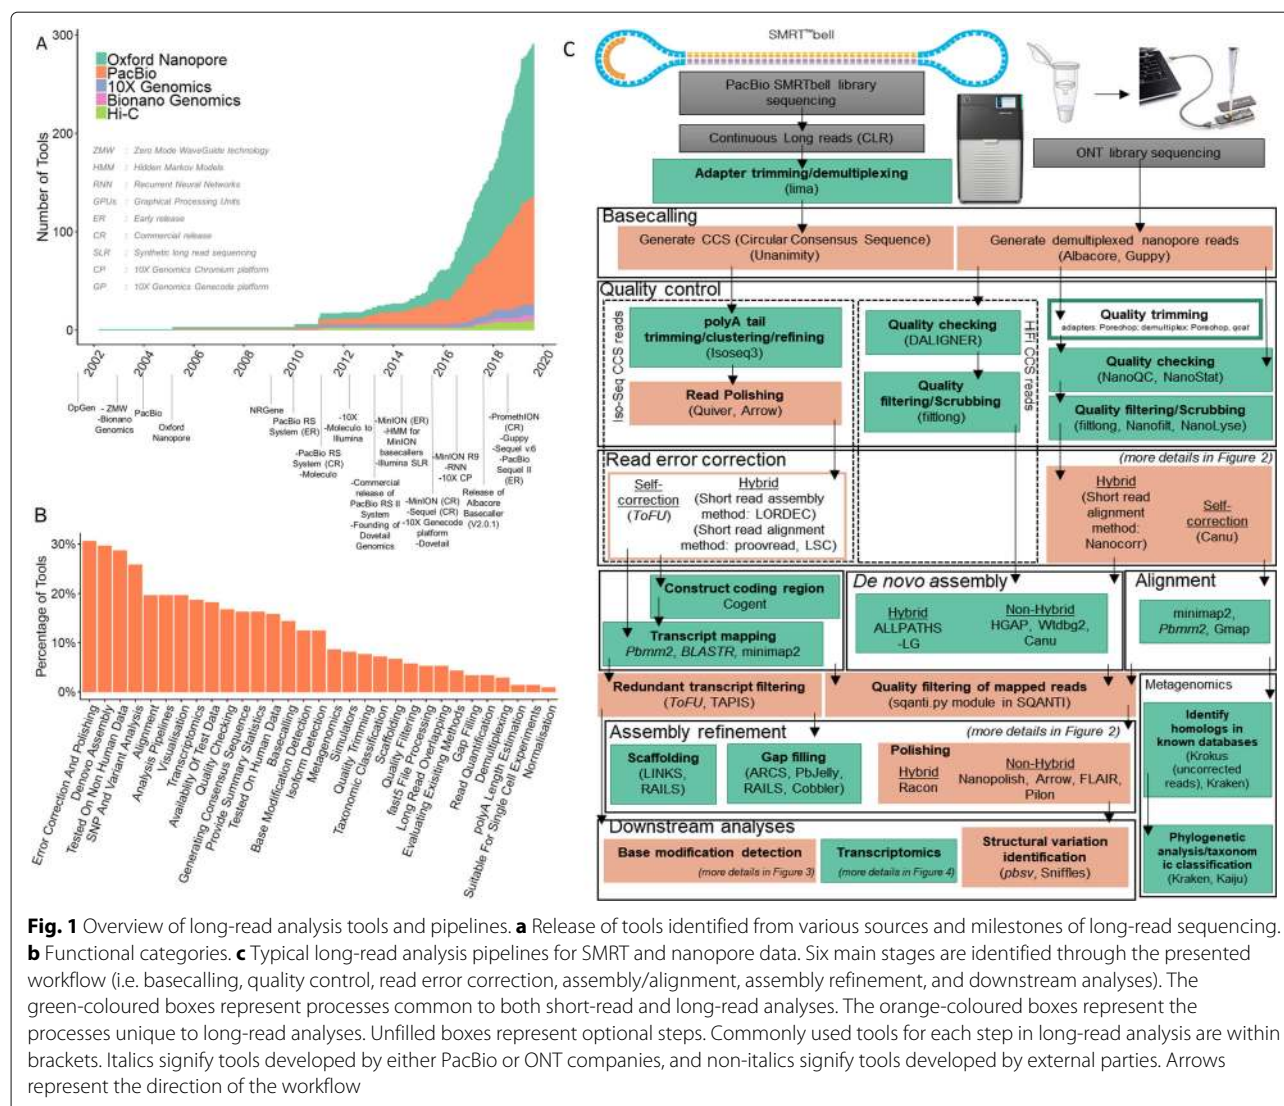 A
300
200
100
0
Number of Tools
Oxford Nanopore
PacBio
10X Genomics
Bionano Genomics
Hi-C
ZMW : Zero Mode WaveGuide technology
HMM : Hidden Markov Models
RNN : Recurrent Neural Networks
GPUs : Graphical Processing Units
ER : Early release
CR : Commercial release
SLR : Synthetic long read sequencing
CP : 10X Genomics Chromium platform
GP : 10X Genomics Genecode platform
2002
2004
2006
2008
2010
2012
2014
2016
2018
2020
OpGen
- ZMW
-Bionano
Genomics
PacBio
Oxford
Nanopore
NRGene
PacBio RS
System (ER)
-PacBio RS
System (CR)
-Moleculo
-10X
-Moleculo to
Illumina
-Commercial
release of
PacBio RS II
System
-Founding of
Dovetail
Genomics
-MinION (ER)
-HMM for
MinION
basecallers
-Illumina SLR
-MinION (CR)
-Sequel (CR)
-10X Genecode
platform
-Dovetail
-MinION R9
-RNN
-10X CP
Release of
Albacore
Basecaller
(V2.0.1)
-PromethION
(CR)
-Guppy
-Sequel v.6
-PacBio
Sequel II
(ER)
B
30%
20%
10%
0%
Percentage of Tools
Error Correction And Polishing
Denovo Assembly
Tested On Non Human Data
SNP And Variant Analysis
Alignment
Analysis Pipelines
Visualisation
Transcriptomics
Availablity Of Test Data
Quality Checking
Generating Consensus Sequence
Provide Summary Statistics
Tested On Human Data
Basecalling
Base Modification Detection
Isoform Detection
Metagenomics
Simulators
Quality Trimming
Taxonomic Classification
Scaffolding
Quality Filtering
fast5 File Processing
Long Read Overlapping
Evaluating Exisiting Methods
Gap Filling
Read Quantification
Demultiplexing
polyA Length Estimation
Suitable For Single Cell Experiments
Normalisation
C
SMRT™bell
PacBio SMRTbell library
sequencing
Continuous Long reads (CLR)
Adapter trimming/demultiplexing
(lima)
ONT library sequencing
Basecalling
Generate CCS (Circular Consensus Sequence)
(Unanimity)
Generate demultiplexed nanopore reads
(Albacore, Guppy)
Quality control
Iso-Seq CCS reads
polyA tail
trimming/clustering/refining
(Isoseq3)
Read Polishing
(Quiver, Arrow)
Quality checking
(DALIGNER)
Quality
filtering/Scrubbing
(filtlong)
HiFi CCS reads
Quality trimming
adapters: Porechop; demultiplex: Porechop, qcat
Quality checking
(NanoQC, NanoStat)
Quality filtering/Scrubbing
(filtlong, Nanofilt, NanoLyse)
Read error correction
(more details in Figure 2)
Self-
correction
(ToFU)
Hybrid
(Short read assembly
method: LORDEC)
(Short read alignment
method: proovread, LSC)
Hybrid
(Short read
alignment
method:
Nanocorr)
Self-
correction
(Canu)
Construct coding region
Cogent
Transcript mapping
Pbmm2, BLASTR, minimap2
De novo assembly
Hybrid
ALLPATHS
-LG
Non-Hybrid
HGAP, Wtdbg2,
Canu
Alignment
minimap2,
Pbmm2, Gmap
Redundant transcript filtering
(ToFU, TAPIS)
Quality filtering of mapped reads
(sqanti.py module in SQANTI)
Assembly refinement
(more details in Figure 2)
Scaffolding
(LINKS,
RAILS)
Gap filling
(ARCS, PbJelly,
RAILS, Cobbler)
Polishing
Hybrid
Racon
Non-Hybrid
Nanopolish, Arrow, FLAIR,
Pilon
Metagenomics
Identify
homologs in
known databases
(Krokus
(uncorrected
reads), Kraken)
Phylogenetic
analysis/taxonom
ic classification
(Kraken, Kaiju)
Downstream analyses
Base modification detection
(more details in Figure 3)
Transcriptomics
(more details in Figure 4)
Structural variation
identification
(pbsv, Sniffles)
Fig. 1 Overview of long-read analysis tools and pipelines. a Release of tools identified from various sources and milestones of long-read sequencing.
b Functional categories. c Typical long-read analysis pipelines for SMRT and nanopore data. Six main stages are identified through the presented
workflow (i.e. basecalling, quality control, read error correction, assembly/alignment, assembly refinement, and downstream analyses). The
green-coloured boxes represent processes common to both short-read and long-read analyses. The orange-coloured boxes represent the
processes unique to long-read analyses. Unfilled boxes represent optional steps. Commonly used tools for each step in long-read analysis are within
brackets. Italics signify tools developed by either PacBio or ONT companies, and non-italics signify tools developed by external parties. Arrows
represent the direction of the workflow